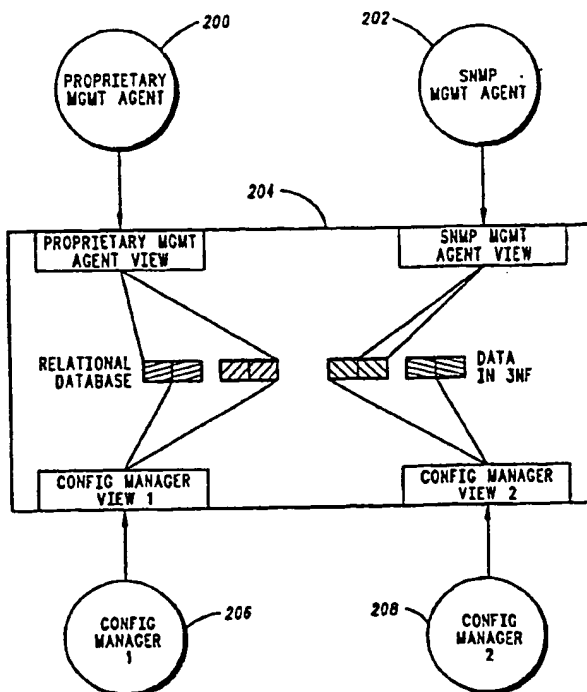 200
202
PROPRIETARY
MGMT AGENT
SNMP
MGMT AGENT
204
PROPRIETARY MGMT
AGENT VIEW
SNMP MGMT
AGENT VIEW
RELATIONAL
DATABASE
DATA
IN 3NF
CONFIG MANAGER
VIEW 1
CONFIG MANAGER
VIEW 2
206
208
CONFIG
MANAGER
1
CONFIG
MANAGER
2